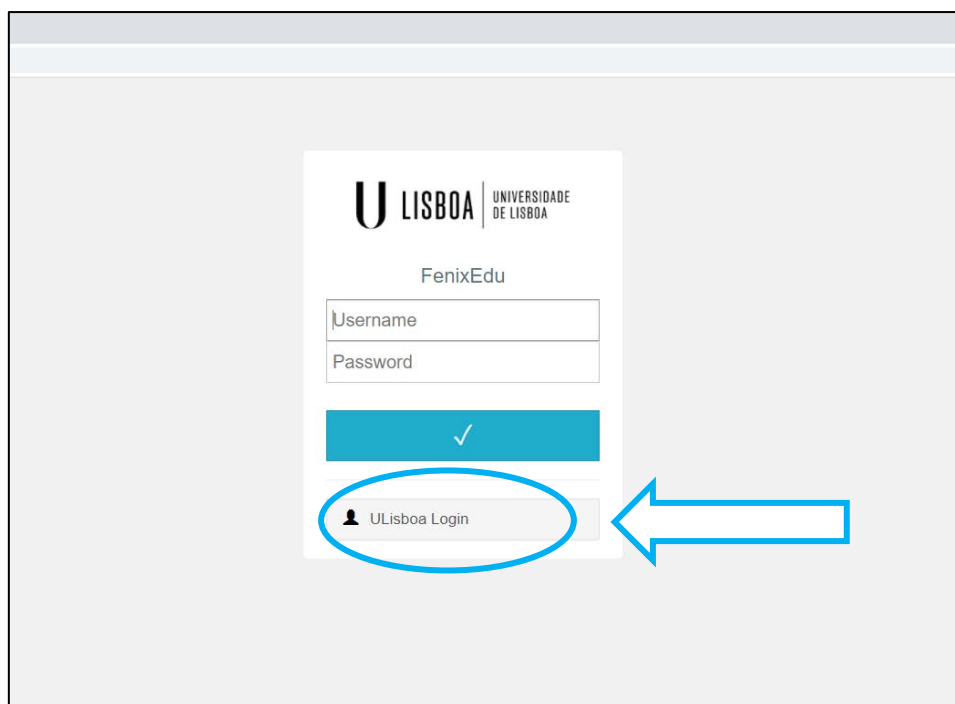 U LISBOA UNIVERSIDADE
DE LISBOA
FenixEdu
Username
Password
ULisboa Login